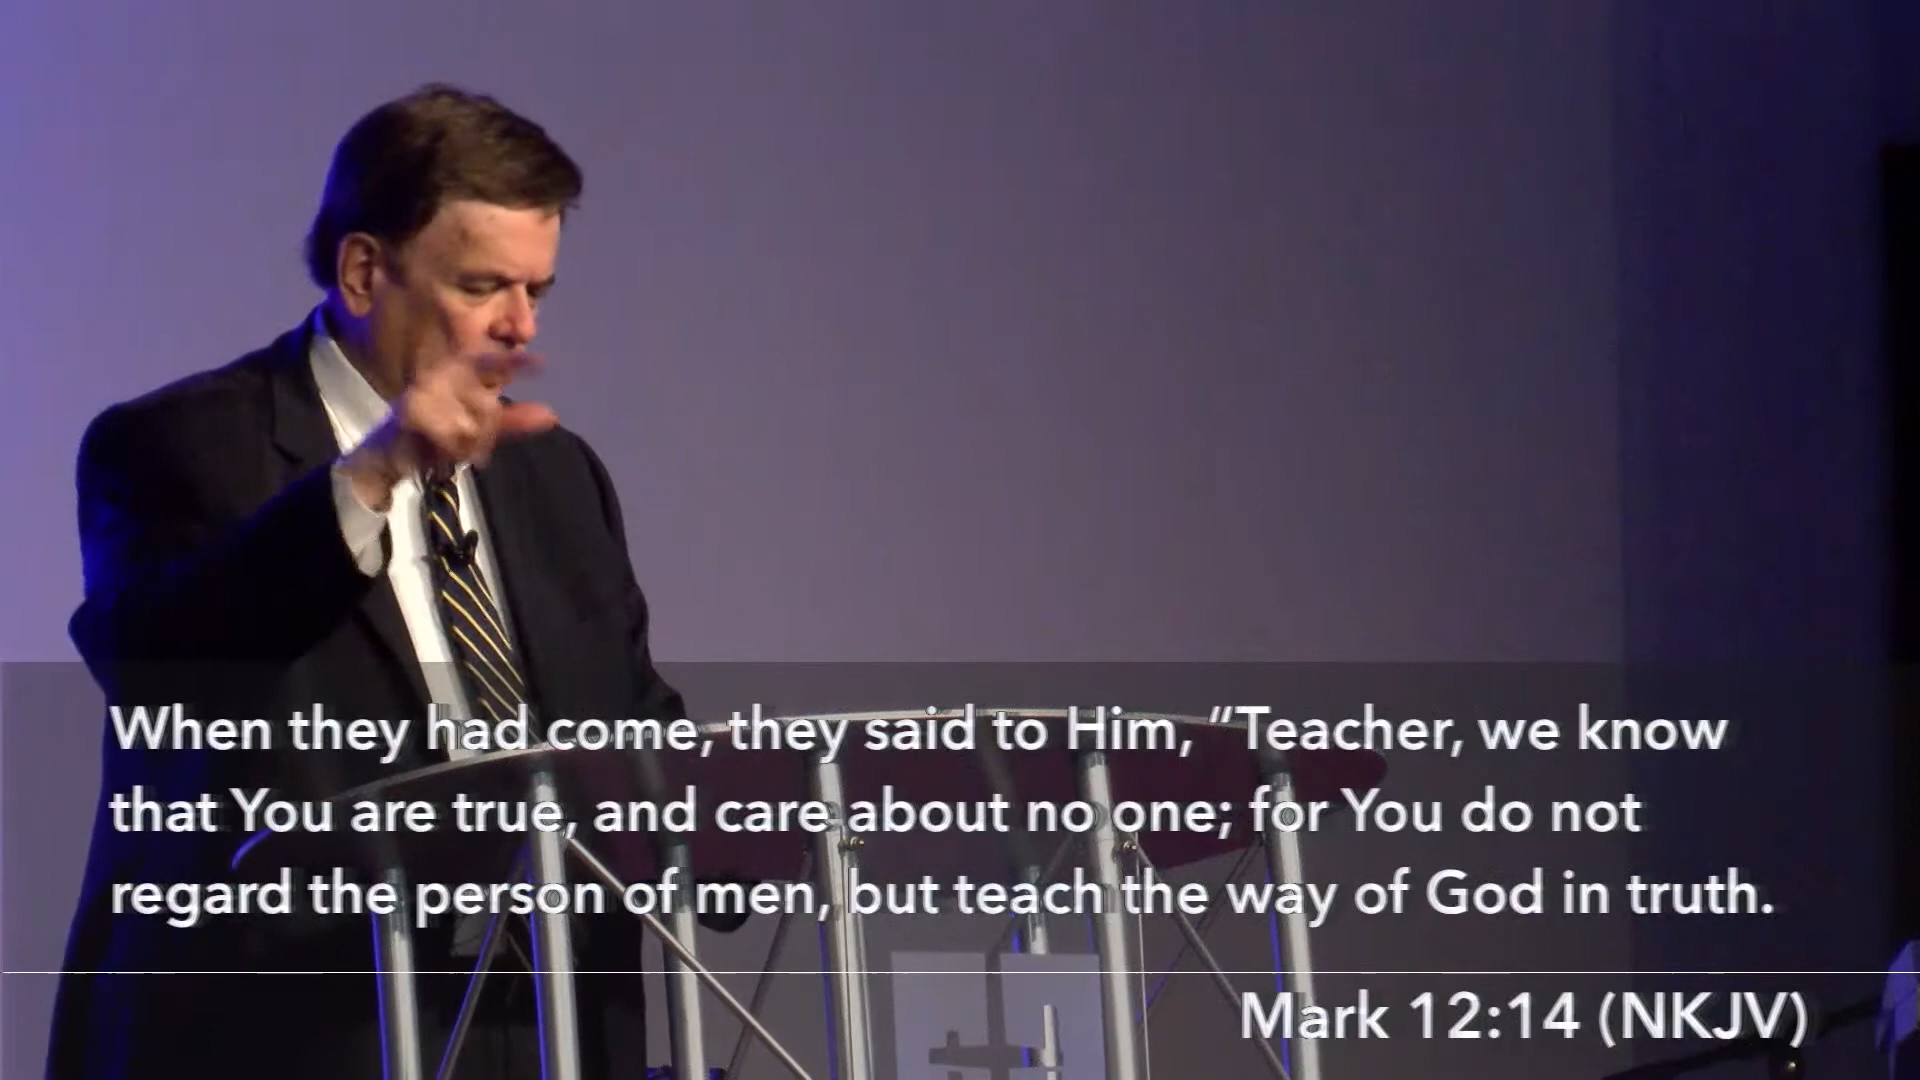 When they had come, they said to Him, “Teacher, we know
that You are true, and care about no one; for You do not
regard the person of men, but teach the way of God in truth.
Mark 12:14 (NKJV)